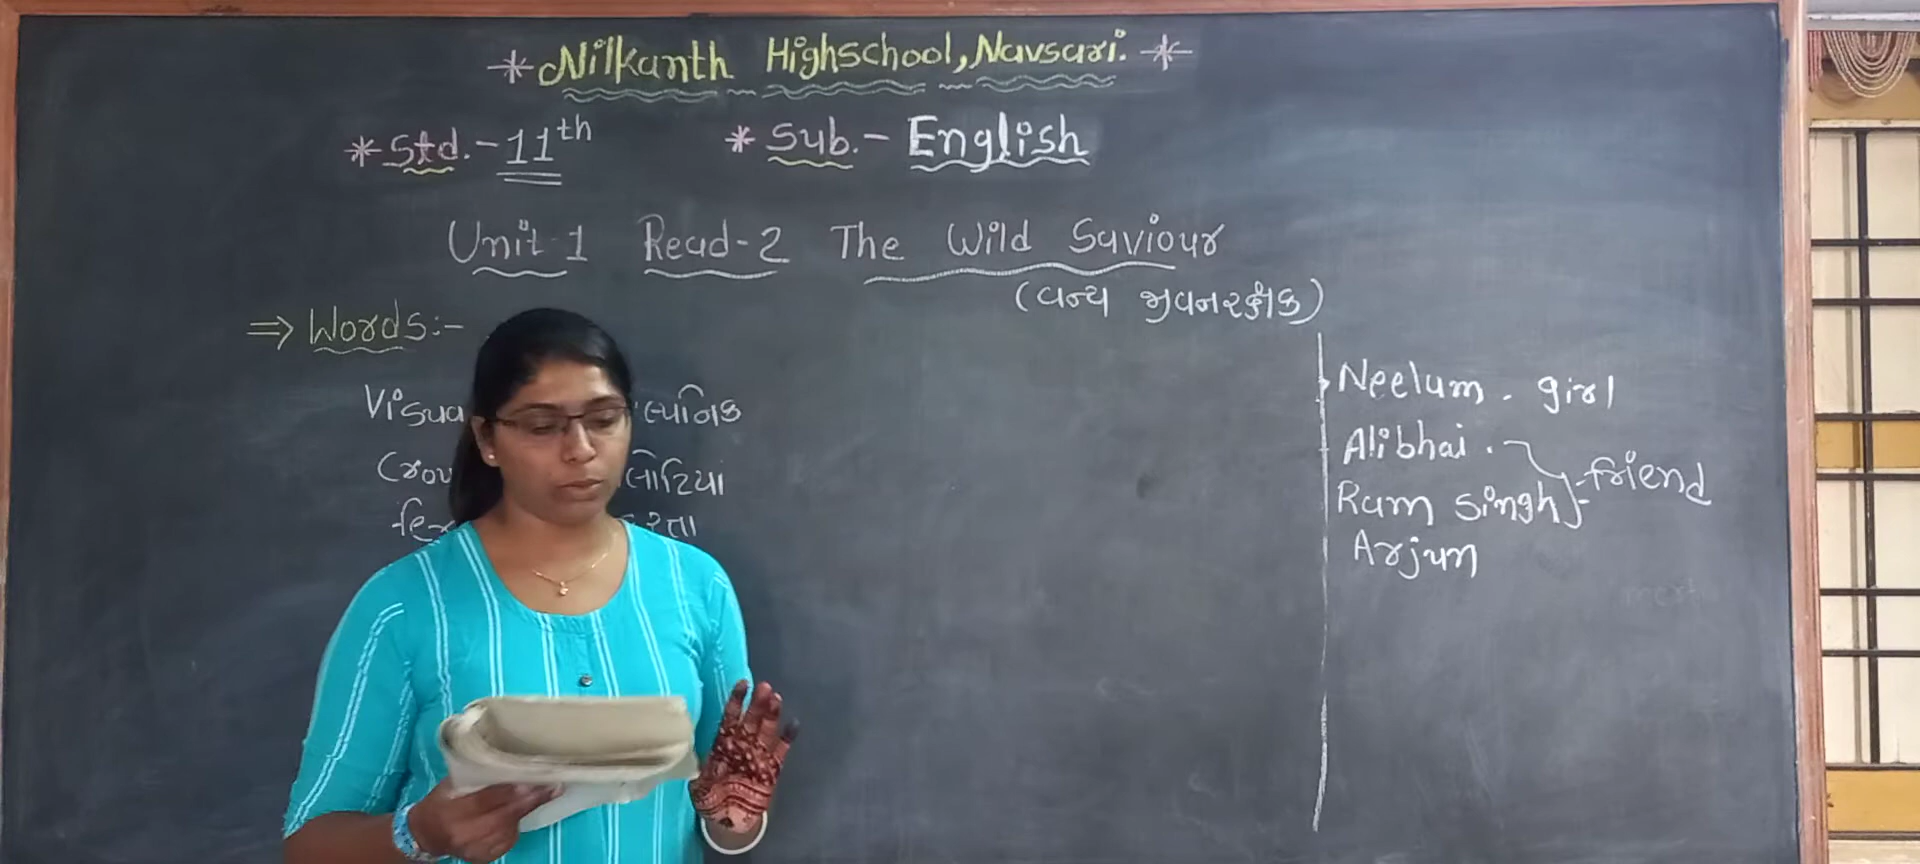 * Nilkanth Highschool, Navsari. *
* Std. - 11th * Sub. - English
Unit-1 Read-2 The Wild Saviour
(વન્ય જીવનરક્ષક)
⇒ Words:-
Neelum. girl
Alibhai.
friend
Ram Singh
Arjun